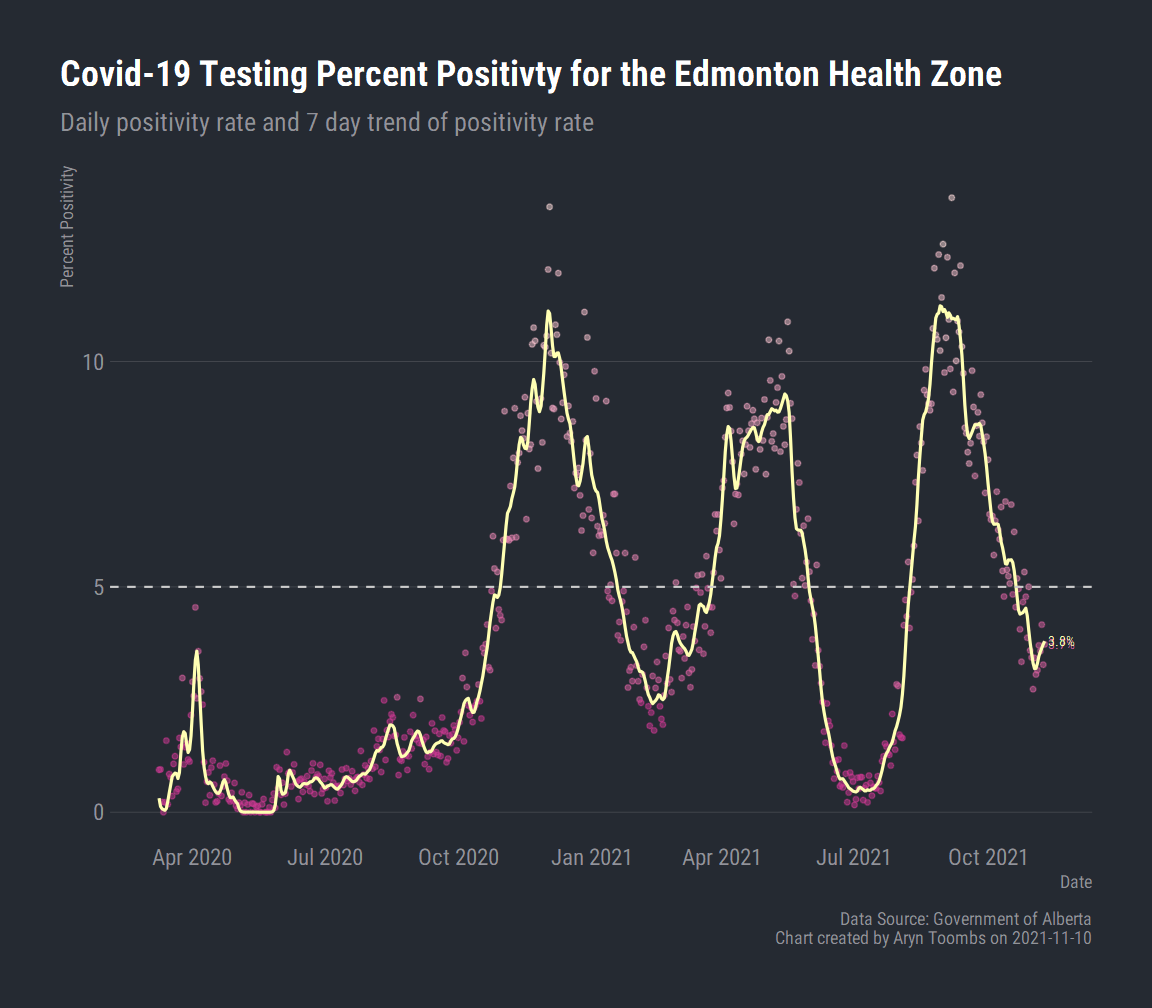 Covid-19 Testing Percent Positivty for the Edmonton Health Zone
Daily positivity rate and 7 day trend of positivity rate
Percent Positivity
10
5
0
3.8%
Apr 2020 Jul 2020 Oct 2020 Jan 2021 Apr 2021 Jul 2021 Oct 2021
Date
Data Source: Government of Alberta
Chart created by Aryn Toombs on 2021-11-10